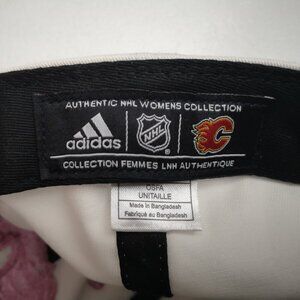 AUTHENTIC NHL WOMENS COLLECTION
adidas
NHL
C
COLLECTION FEMMES LNH AUTHENTIQUE
OSFA
UNITAILLE
Made in Bangladesh
Fabriqué au Bangladesh